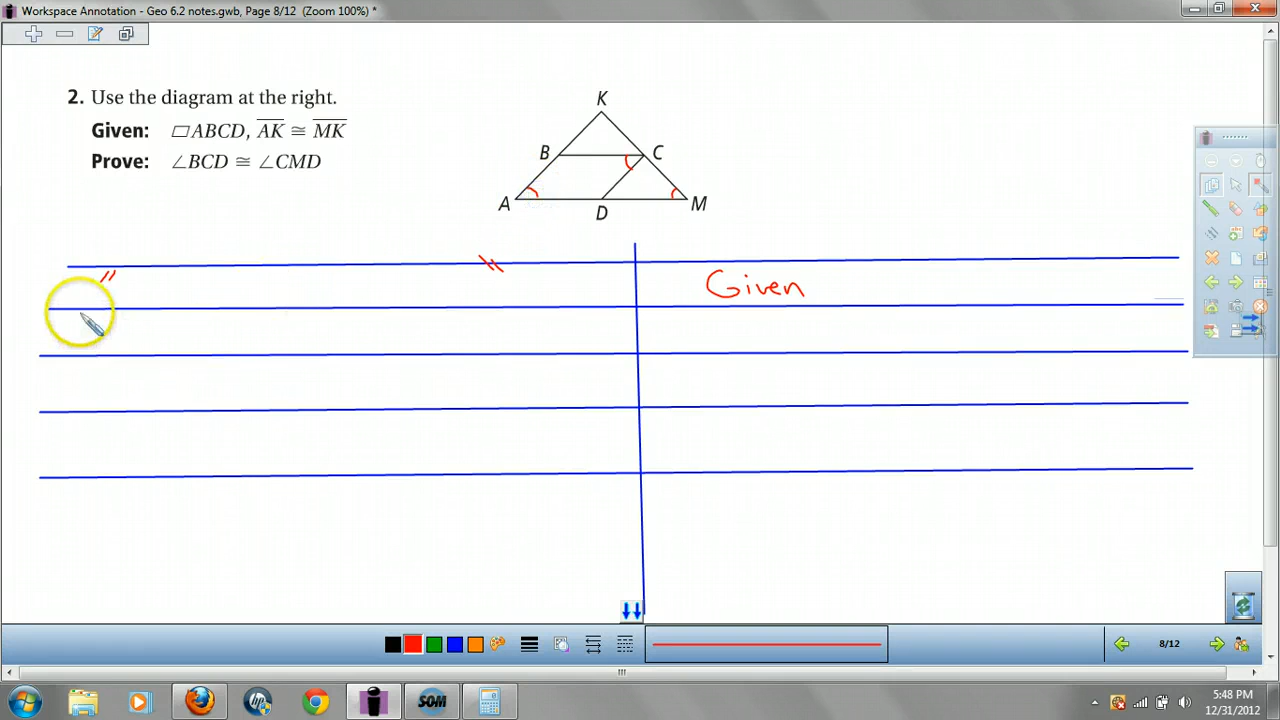 Workspace Annotation - Geo 6.2 notes.gwb, Page 8/12 (Zoom 100%) *
2. Use the diagram at the right.
Given: ▱ABCD, AK ≅ MK
Prove: ∠BCD ≅ ∠CMD
K
B
C
A
D
M
Given
8/12
SOM
5:48 PM
12/31/2012